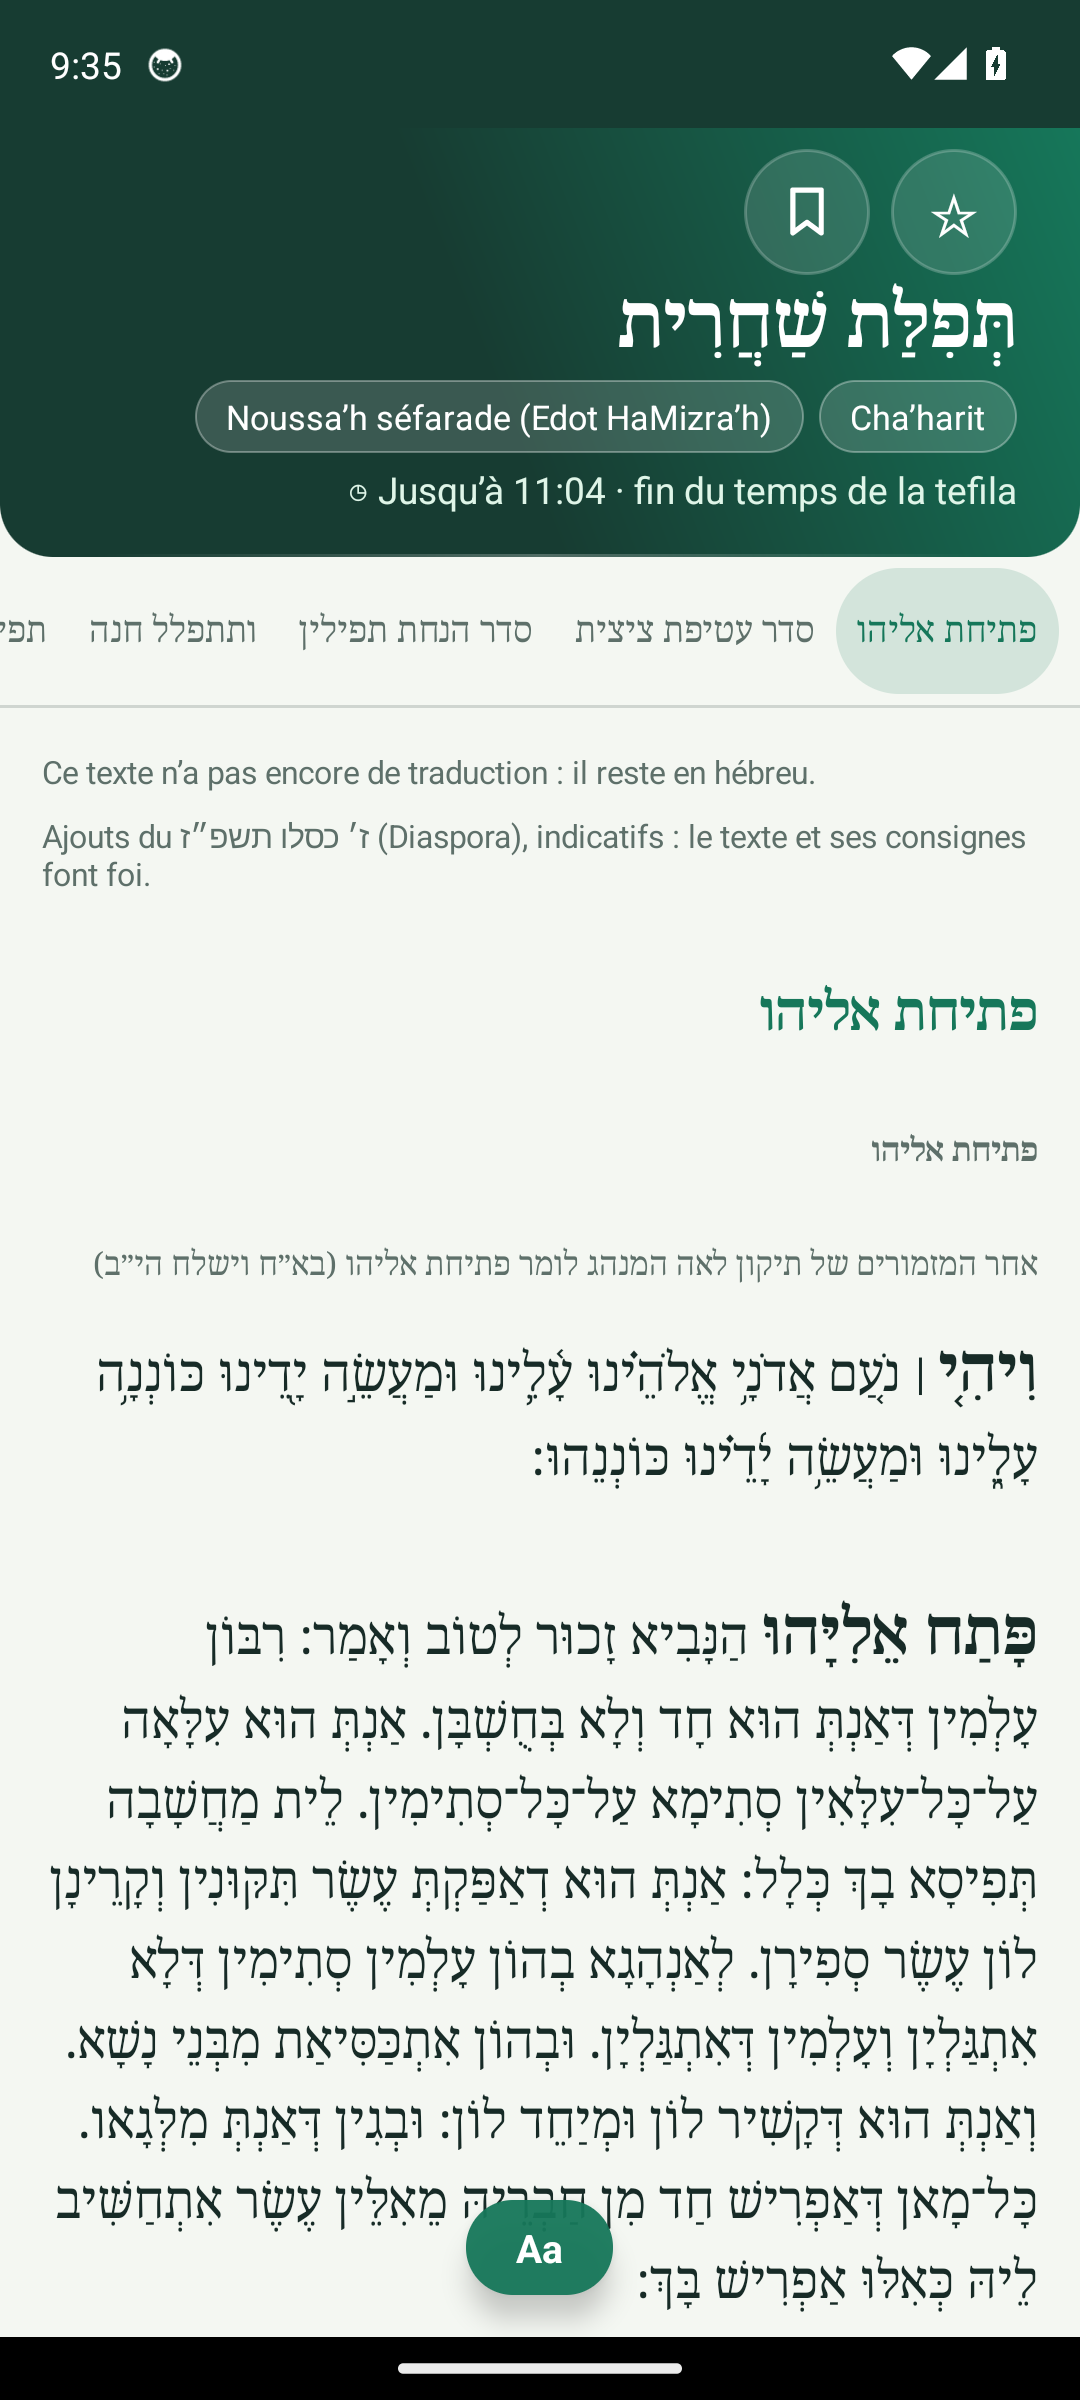 9:35
תְּפִלַּת שַׁחֲרִית
Noussa’h séfarade (Edot HaMizra’h) Cha’harit
Jusqu’à 11:04 · fin du temps de la tefila
פתיחת אליהו סדר עטיפת ציצית סדר הנחת תפילין ותתפלל חנה תפי
Ce texte n’a pas encore de traduction : il reste en hébreu.
Ajouts du ז׳ כסלו תשפ״ז (Diaspora), indicatifs : le texte et ses consignes
font foi.
פתיחת אליהו
פתיחת אליהו
אחר המזמורים של תיקון לאה המנהג לומר פתיחת אליהו (בא״ח וישלח הי״ב)
וִיהִ֤י ׀ נֹ֤עַם אֲדֹנָ֥י אֱלֹהֵ֗ינוּ עָ֫לֵ֥ינוּ וּמַעֲשֵׂ֣ה יָ֭דֵינוּ כּוֹנְנָ֥ה
עָלֵ֑ינוּ וּֽמַעֲשֵׂ֥ה יָ֝דֵ֗ינוּ כּוֹנְנֵֽהוּ:
פָּתַח אֵלִיָּהוּ הַנָּבִיא זָכוּר לְטוֹב וְאָמַר: רִבּוֹן
עָלְמִין דְּאַנְתְּ הוּא חָד וְלָא בְּחֻשְׁבָּן. אַנְתְּ הוּא עִלָּאָה
עַל־כָּל־עִלָּאִין סְתִימָא עַל־כָּל־סְתִימִין. לֵית מַחֲשָׁבָה
תְּפִיסָא בָךְ כְּלָל: אַנְתְּ הוּא דְאַפַּקְתְּ עֶשֶׂר תִּקּוּנִין וְקָרֵינָן
לוֹן עֶשֶׂר סְפִירָן. לְאַנְהָגָא בְהוֹן עָלְמִין סְתִימִין דְּלָא
אִתְגַּלְיָן וְעָלְמִין דְּאִתְגַּלְיָן. וּבְהוֹן אִתְכַּסִּיאַת מִבְּנֵי נָשָׁא.
וְאַנְתְּ הוּא דְּקָשִׁיר לוֹן וּמְיַחֵד לוֹן: וּבְגִין דְּאַנְתְּ מִלְּגָאו.
כָּל־מָאן דְּאַפְרִישׁ חַד מִן חַבְרֵיהּ מֵאִלֵּין עֶשֶׂר אִתְחַשִּׁיב
לֵיהּ כְּאִלּוּ אַפְרִישׁ בָּךְ:
Aa